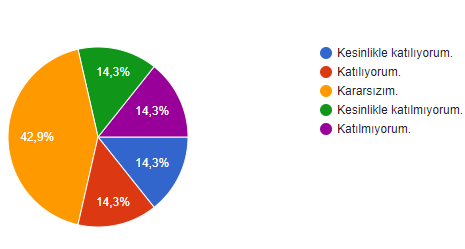 Kesinlikle katılıyorum.
Katılıyorum.
Kararsızım.
Kesinlikle katılmıyorum.
Katılmıyorum.
14,3%
14,3%
42,9%
14,3%
14,3%